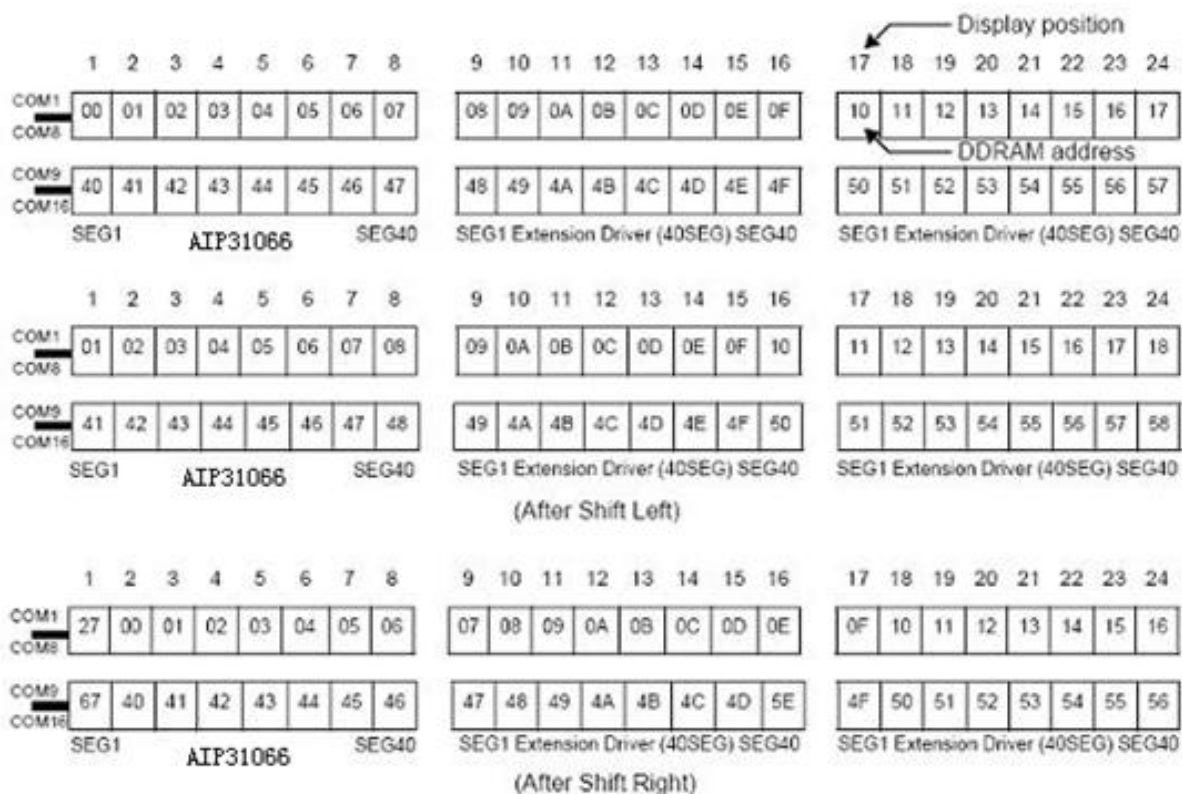 Display position
1 2 3 4 5 6 7 8 9 10 11 12 13 14 15 16 17 18 19 20 21 22 23 24
COM1
00 01 02 03 04 05 06 07 08 09 0A 0B 0C 0D 0E 0F 10 11 12 13 14 15 16 17
COM8
DDRAM address
COM9
40 41 42 43 44 45 46 47 48 49 4A 4B 4C 4D 4E 4F 50 51 52 53 54 55 56 57
COM16
SEG1 AIP31066 SEG40 SEG1 Extension Driver (40SEG) SEG40 SEG1 Extension Driver (40SEG) SEG40
1 2 3 4 5 6 7 8 9 10 11 12 13 14 15 16 17 18 19 20 21 22 23 24
COM1
01 02 03 04 05 06 07 08 09 0A 0B 0C 0D 0E 0F 10 11 12 13 14 15 16 17 18
COM8
COM9
41 42 43 44 45 46 47 48 49 4A 4B 4C 4D 4E 4F 50 51 52 53 54 55 56 57 58
COM16
SEG1 AIP31066 SEG40 SEG1 Extension Driver (40SEG) SEG40 SEG1 Extension Driver (40SEG) SEG40
(After Shift Left)
1 2 3 4 5 6 7 8 9 10 11 12 13 14 15 16 17 18 19 20 21 22 23 24
COM1
27 00 01 02 03 04 05 06 07 08 09 0A 0B 0C 0D 0E 0F 10 11 12 13 14 15 16
COM8
COM9
67 40 41 42 43 44 45 46 47 48 49 4A 4B 4C 4D 5E 4F 50 51 52 53 54 55 56
COM16
SEG1 AIP31066 SEG40 SEG1 Extension Driver (40SEG) SEG40 SEG1 Extension Driver (40SEG) SEG40
(After Shift Right)